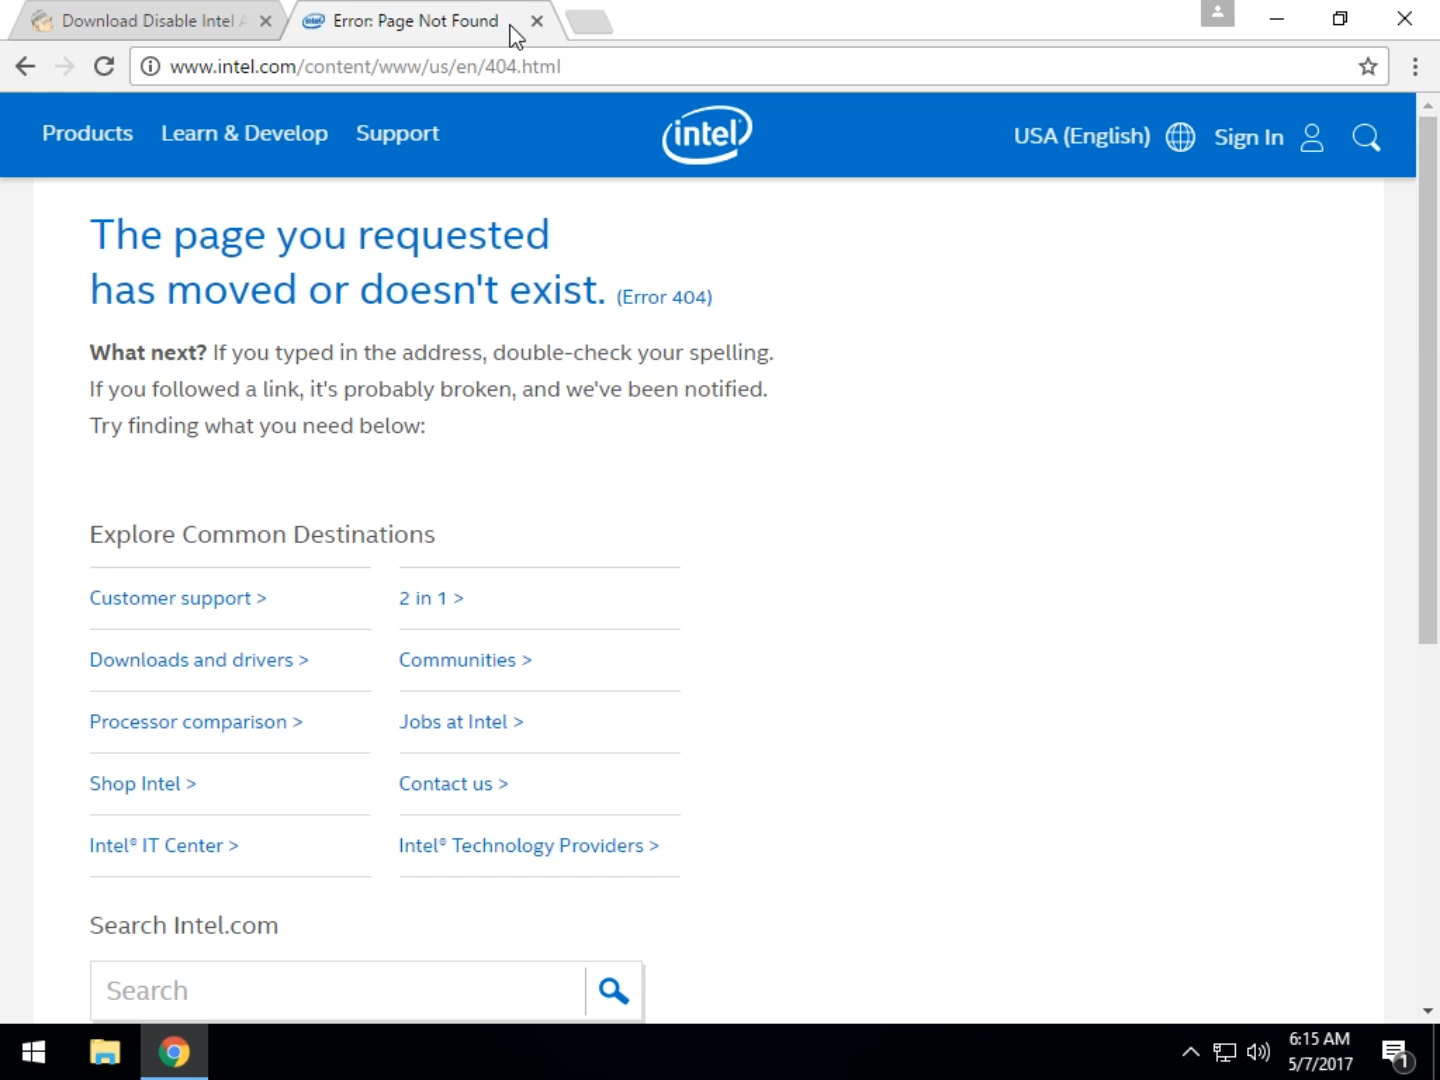 Download Disable Intel A
Error: Page Not Found
www.intel.com/content/www/us/en/404.html
Products
Learn & Develop
Support
intel
USA (English)
Sign In
The page you requested
has moved or doesn't exist. (Error 404)
What next? If you typed in the address, double-check your spelling.
If you followed a link, it's probably broken, and we've been notified.
Try finding what you need below:
Explore Common Destinations
Customer support >
2 in 1 >
Downloads and drivers >
Communities >
Processor comparison >
Jobs at Intel >
Shop Intel >
Contact us >
Intel® IT Center >
Intel® Technology Providers >
Search Intel.com
Search
6:15 AM
5/7/2017
1